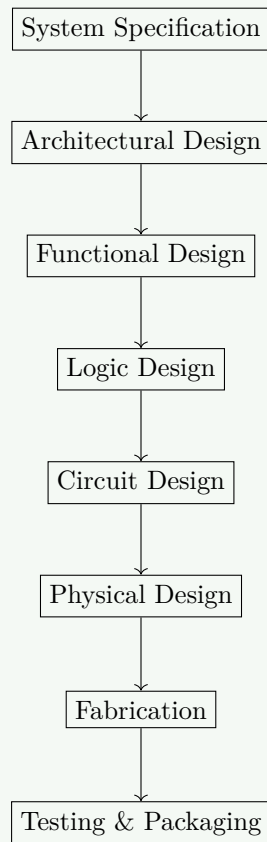 System Specification
Architectural Design
Functional Design
Logic Design
Circuit Design
Physical Design
Fabrication
Testing & Packaging